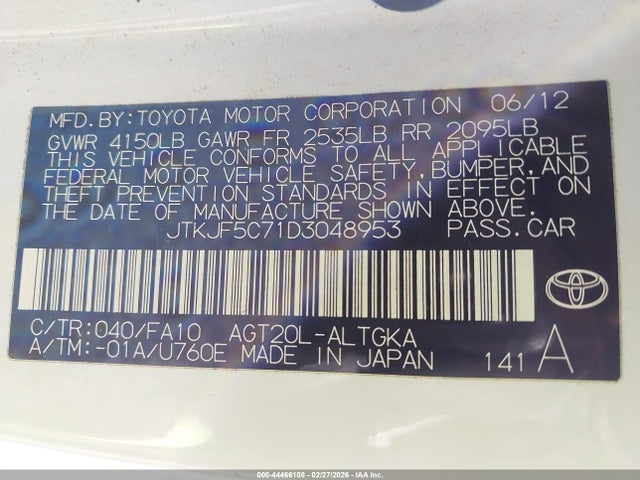 MFD.BY:TOYOTA MOTOR CORPORATION 06/12
GVWR 4150LB GAWR FR 2535LB RR 2095LB
THIS VEHICLE CONFORMS TO ALL APPLICABLE
FEDERAL MOTOR VEHICLE SAFETY,BUMPER,AND
THEFT PREVENTION STANDARDS IN EFFECT ON
THE DATE OF MANUFACTURE SHOWN ABOVE.
JTKJF5C71D3048953 PASS.CAR
C/TR:040/FA10 AGT20L-ALTGKA
A/TM:-01A/U760E MADE IN JAPAN 141 A
000-44466108 - 02/27/2026 - IAA Inc.